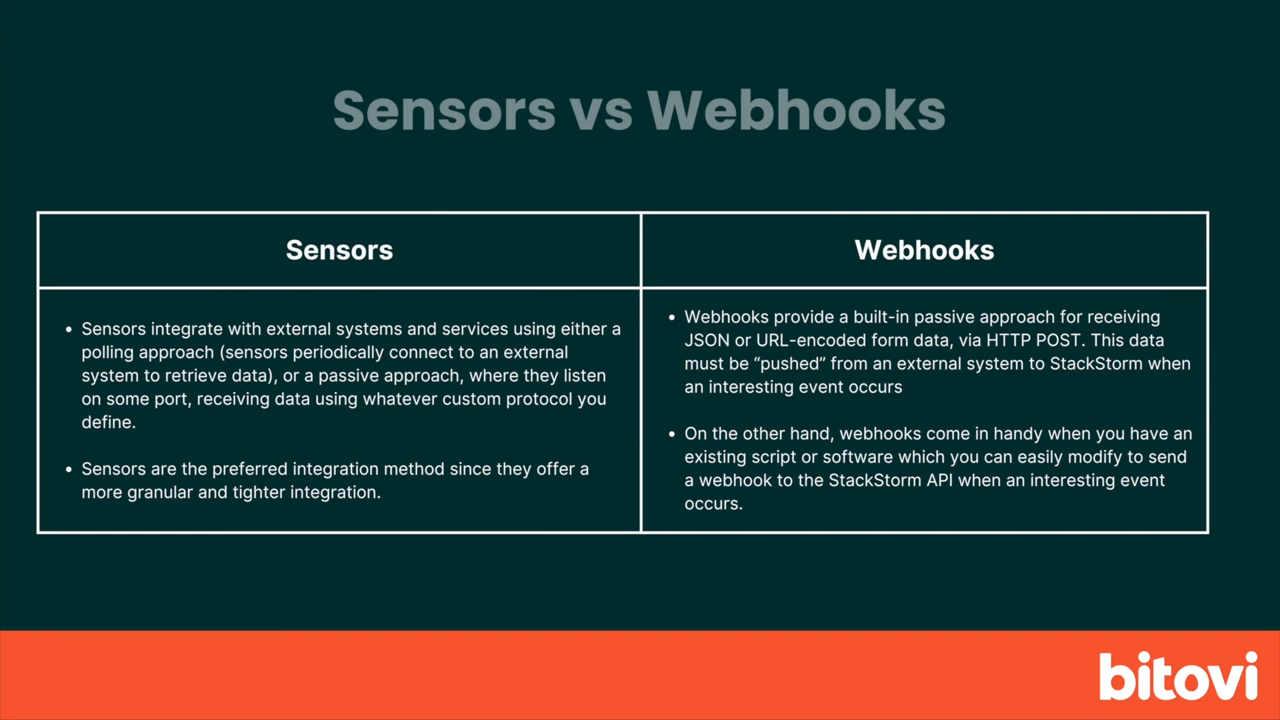 Sensors vs Webhooks
Sensors
Webhooks
• Sensors integrate with external systems and services using either a
polling approach (sensors periodically connect to an external
system to retrieve data), or a passive approach, where they listen
on some port, receiving data using whatever custom protocol you
define.
• Sensors are the preferred integration method since they offer a
more granular and tighter integration.
• Webhooks provide a built-in passive approach for receiving
JSON or URL-encoded form data, via HTTP POST. This data
must be “pushed” from an external system to StackStorm when
an interesting event occurs
• On the other hand, webhooks come in handy when you have an
existing script or software which you can easily modify to send
a webhook to the StackStorm API when an interesting event
occurs.
bitovi